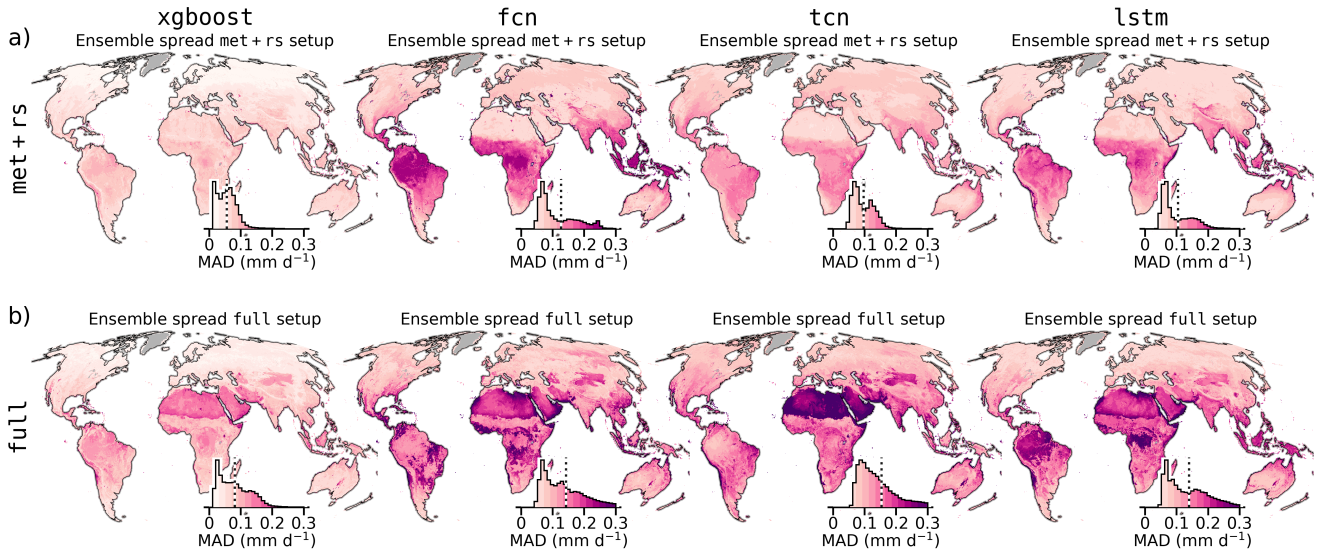 xgboost fcn tcn lstm
a) Ensemble spread met + rs setup Ensemble spread met + rs setup Ensemble spread met + rs setup Ensemble spread met + rs setup
met + rs
0 0.1 0.2 0.3 0 0.1 0.2 0.3 0 0.1 0.2 0.3 0 0.1 0.2 0.3
MAD (mm d⁻¹) MAD (mm d⁻¹) MAD (mm d⁻¹) MAD (mm d⁻¹)
b) Ensemble spread full setup Ensemble spread full setup Ensemble spread full setup Ensemble spread full setup
full
0 0.1 0.2 0.3 0 0.1 0.2 0.3 0 0.1 0.2 0.3 0 0.1 0.2 0.3
MAD (mm d⁻¹) MAD (mm d⁻¹) MAD (mm d⁻¹) MAD (mm d⁻¹)